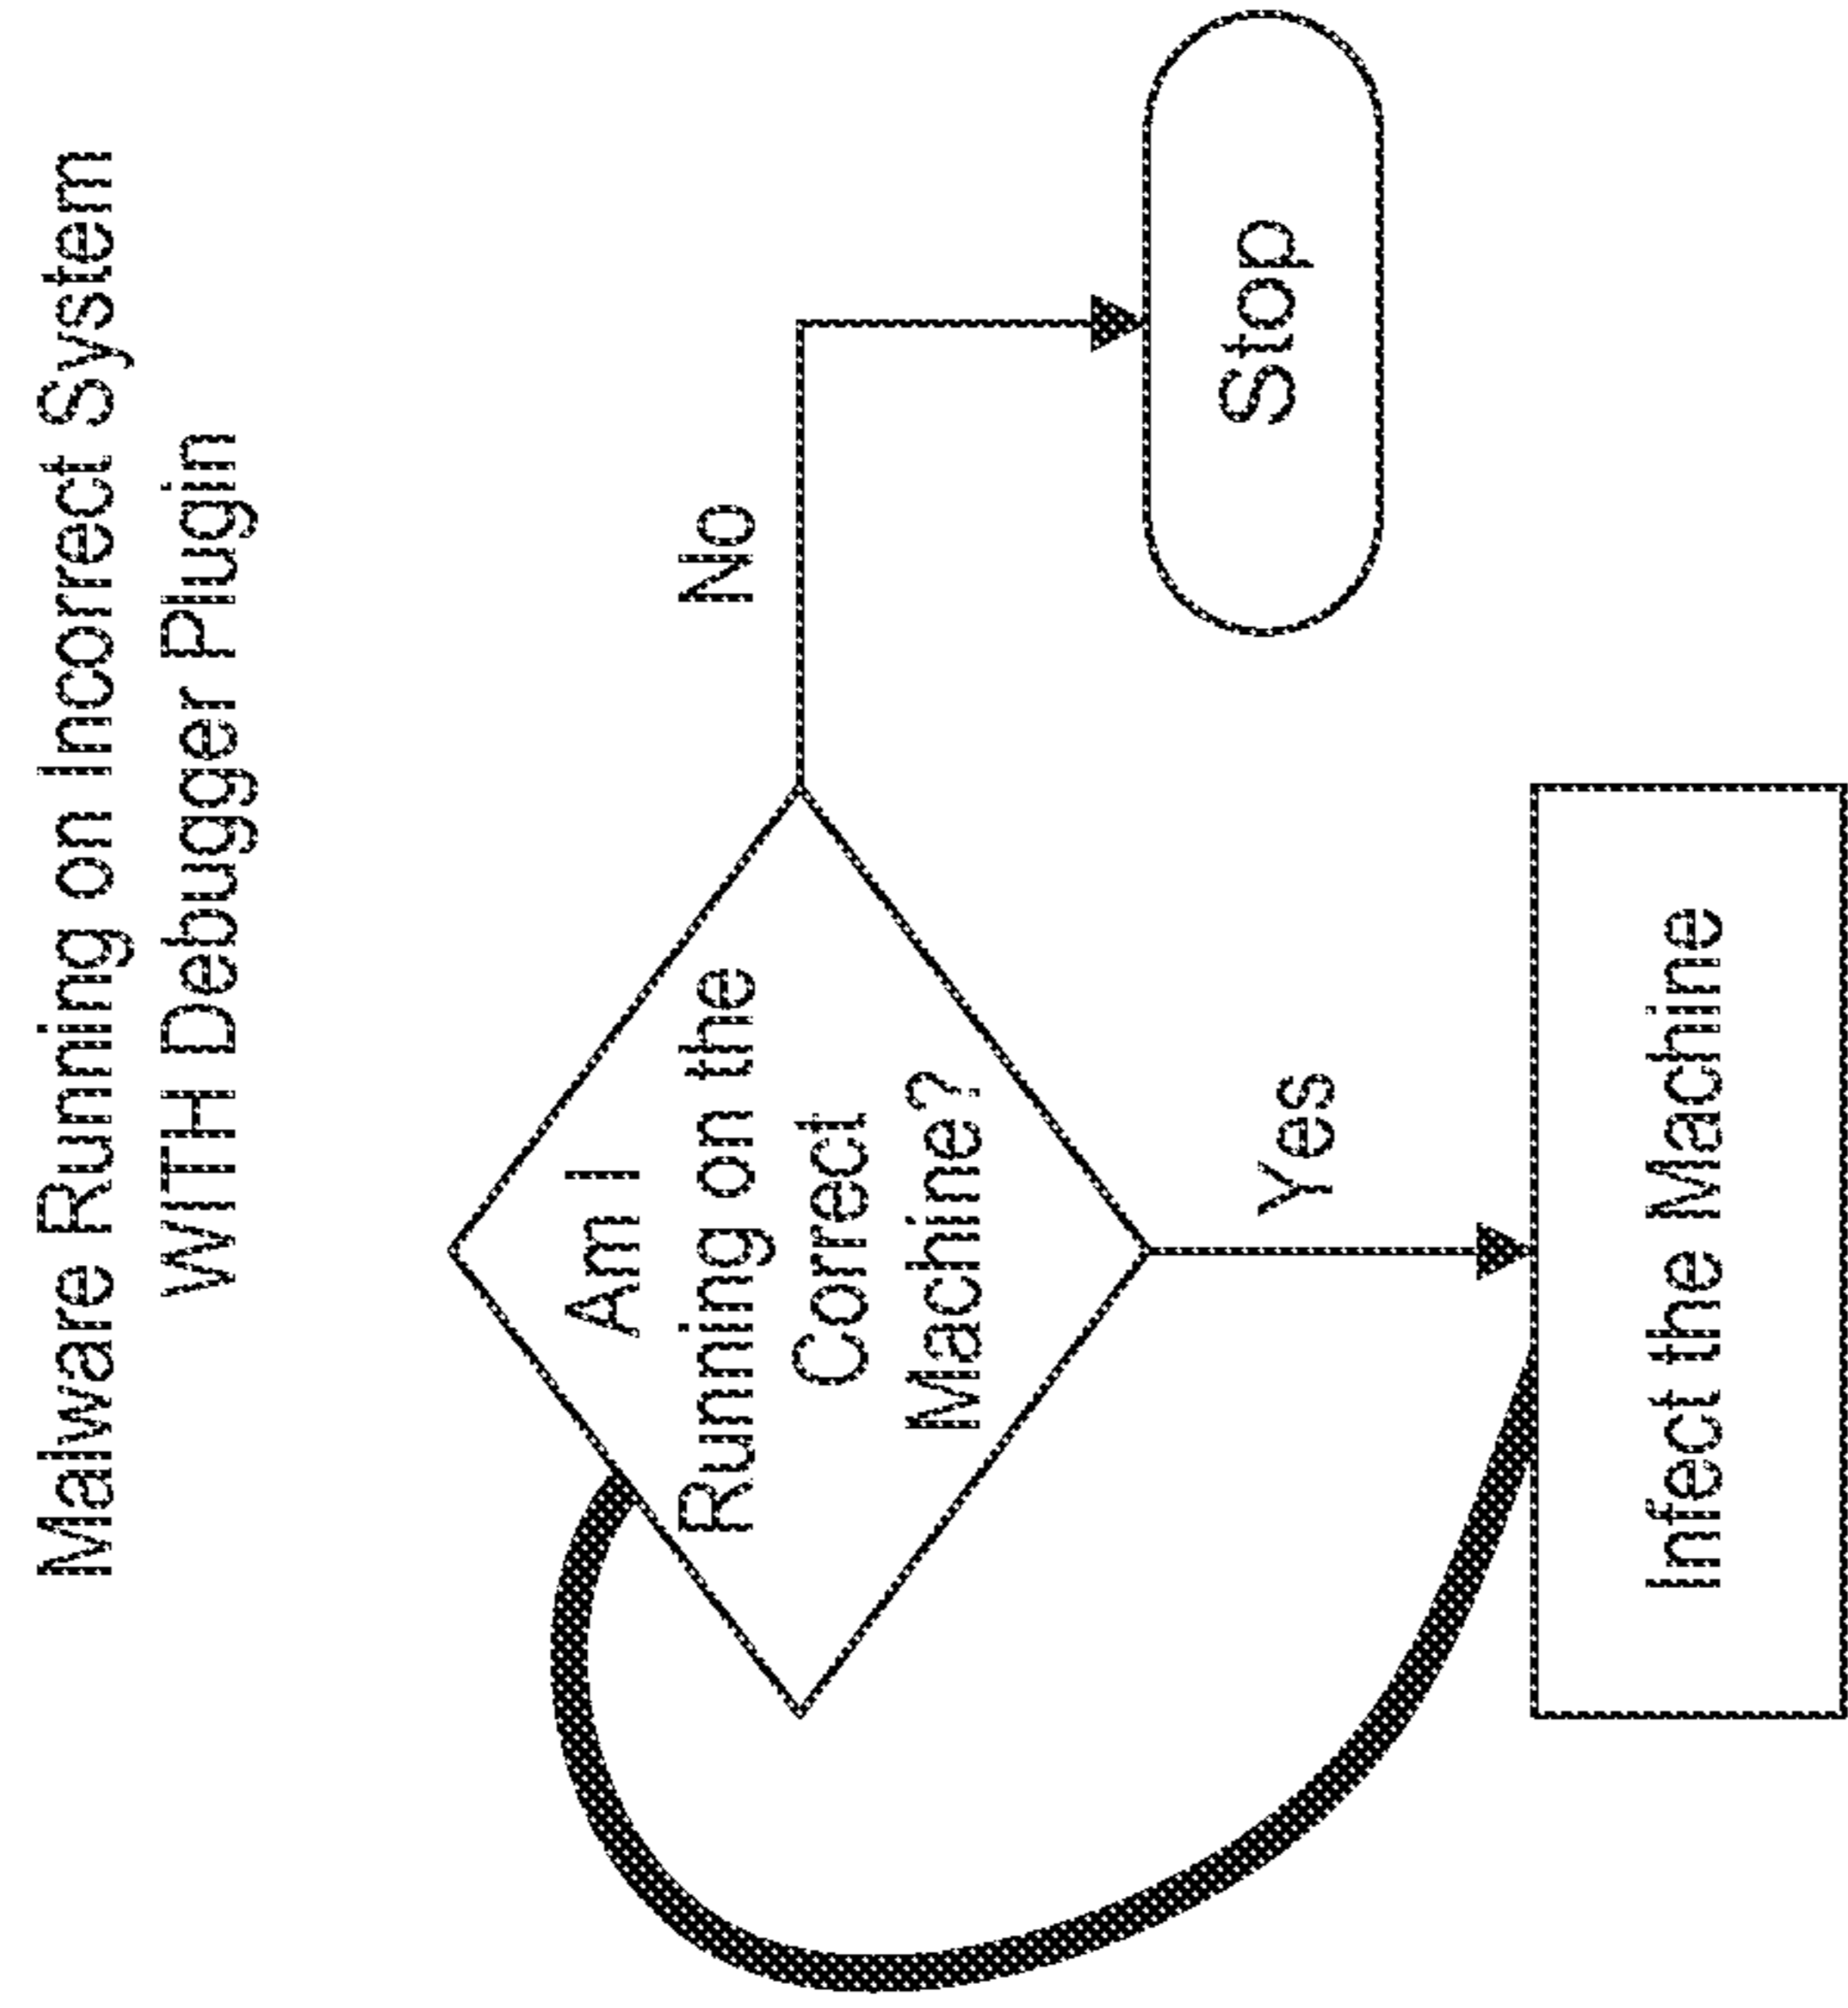 Malware Running on Incorrect System
WITH Debugger Plugin
Am I
Running on the
Correct
Machine?
No
Stop
Yes
Infect the Machine